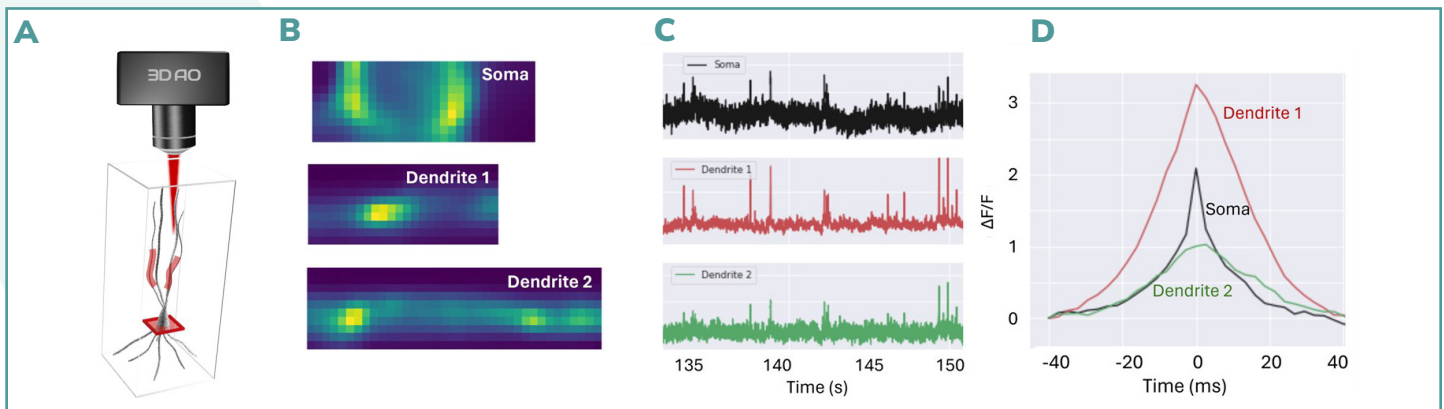 A
3D AO
B
Soma
Dendrite 1
Dendrite 2
C
Soma
Dendrite 1
Dendrite 2
135 140 145 150
Time (s)
D
ΔF/F
3
2
1
0
Dendrite 1
Soma
Dendrite 2
-40 -20 0 20 40
Time (ms)